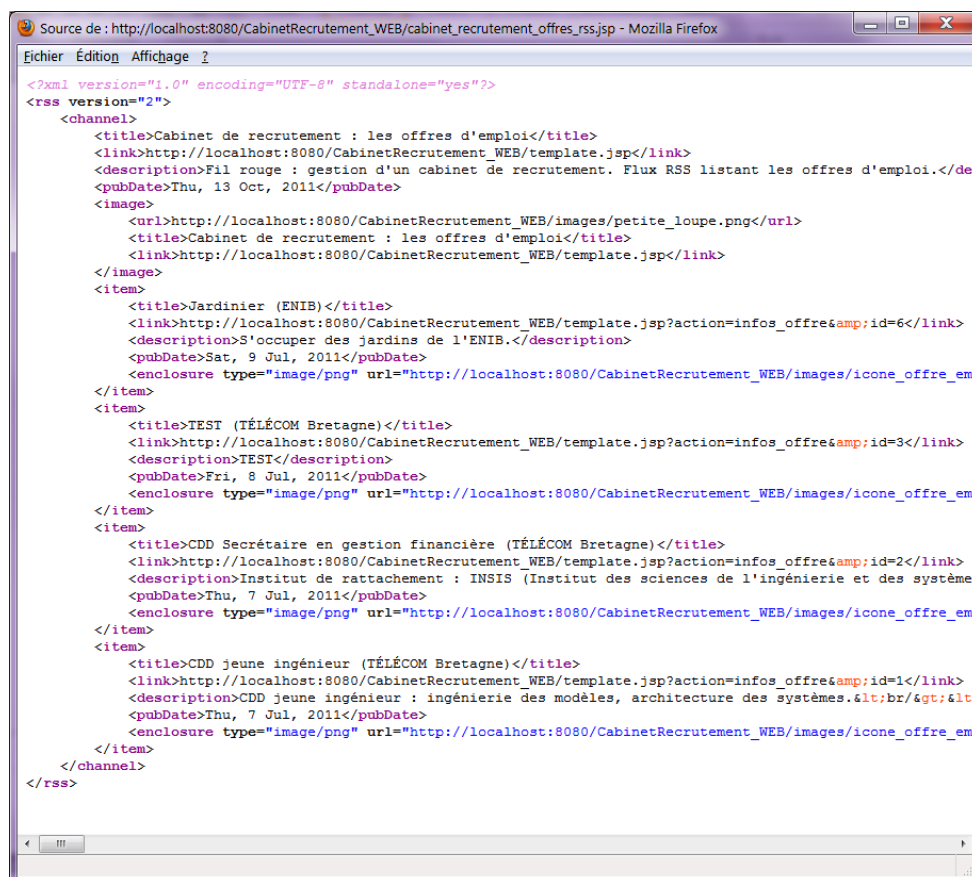 Source de : http://localhost:8080/CabinetRecrutement_WEB/cabinet_recrutement_offres_rss.jsp - Mozilla Firefox
Fichier Édition Affichage ?
<?xml version="1.0" encoding="UTF-8" standalone="yes"?>
<rss version="2">
<channel>
<title>Cabinet de recrutement : les offres d'emploi</title>
<link>http://localhost:8080/CabinetRecrutement_WEB/template.jsp</link>
<description>Fil rouge : gestion d'un cabinet de recrutement. Flux RSS listant les offres d'emploi.</de
<pubDate>Thu, 13 Oct, 2011</pubDate>
<image>
<url>http://localhost:8080/CabinetRecrutement_WEB/images/petite_loupe.png</url>
<title>Cabinet de recrutement : les offres d'emploi</title>
<link>http://localhost:8080/CabinetRecrutement_WEB/template.jsp</link>
</image>
<item>
<title>Jardinier (ENIB)</title>
<link>http://localhost:8080/CabinetRecrutement_WEB/template.jsp?action=infos_offre&amp;id=6</link>
<description>S'occuper des jardins de l'ENIB.</description>
<pubDate>Sat, 9 Jul, 2011</pubDate>
<enclosure type="image/png" url="http://localhost:8080/CabinetRecrutement_WEB/images/icone_offre_em
</item>
<item>
<title>TEST (TÉLÉCOM Bretagne)</title>
<link>http://localhost:8080/CabinetRecrutement_WEB/template.jsp?action=infos_offre&amp;id=3</link>
<description>TEST</description>
<pubDate>Fri, 8 Jul, 2011</pubDate>
<enclosure type="image/png" url="http://localhost:8080/CabinetRecrutement_WEB/images/icone_offre_em
</item>
<item>
<title>CDD Secrétaire en gestion financière (TÉLÉCOM Bretagne)</title>
<link>http://localhost:8080/CabinetRecrutement_WEB/template.jsp?action=infos_offre&amp;id=2</link>
<description>Institut de rattachement : INSIS (Institut des sciences de l'ingénierie et des système
<pubDate>Thu, 7 Jul, 2011</pubDate>
<enclosure type="image/png" url="http://localhost:8080/CabinetRecrutement_WEB/images/icone_offre_em
</item>
<item>
<title>CDD jeune ingénieur (TÉLÉCOM Bretagne)</title>
<link>http://localhost:8080/CabinetRecrutement_WEB/template.jsp?action=infos_offre&amp;id=1</link>
<description>CDD jeune ingénieur : ingénierie des modèles, architecture des systèmes.&lt;br/&gt;&lt
<pubDate>Thu, 7 Jul, 2011</pubDate>
<enclosure type="image/png" url="http://localhost:8080/CabinetRecrutement_WEB/images/icone_offre_em
</item>
</channel>
</rss>